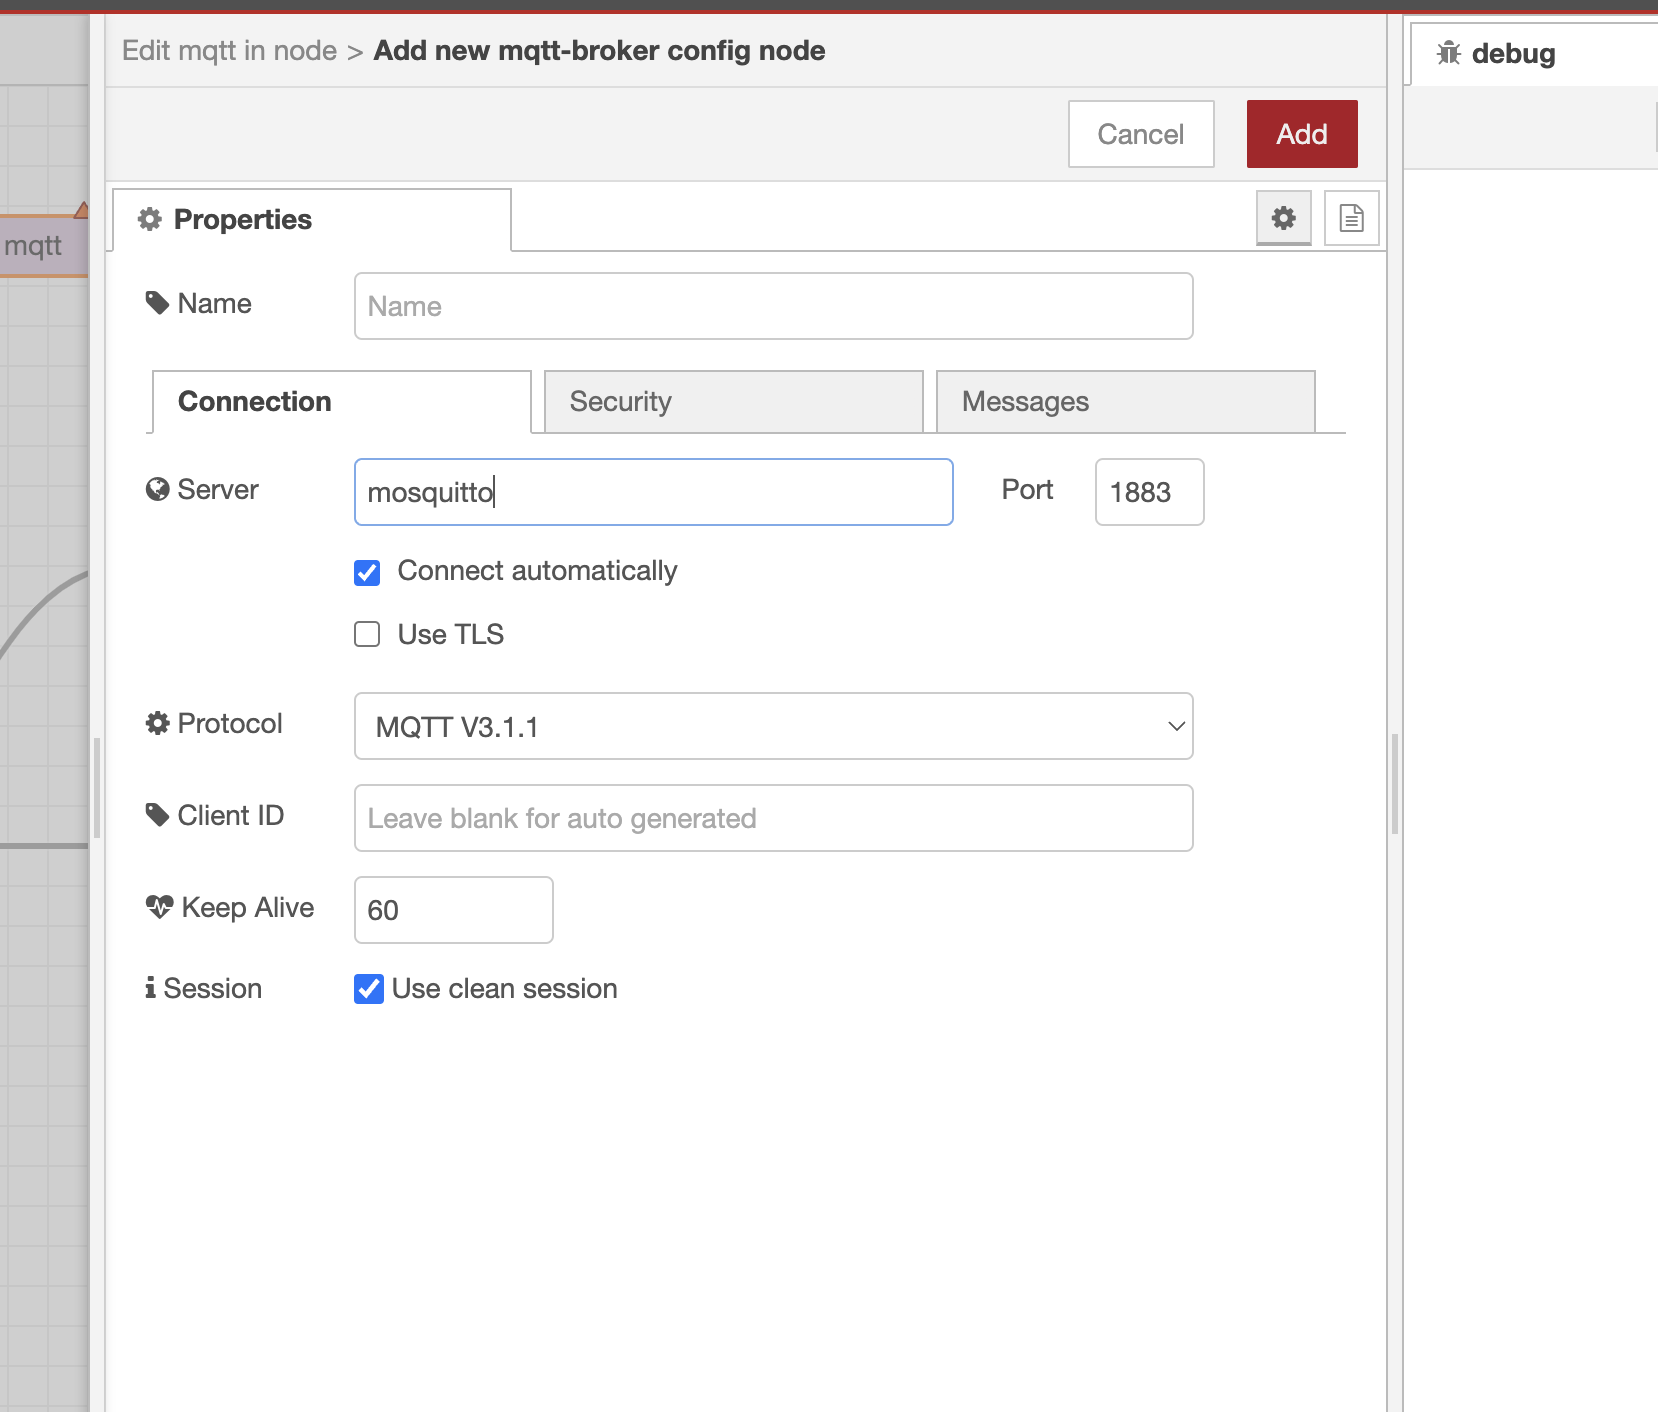 Edit mqtt in node > Add new mqtt-broker config node
debug
Cancel
Add
Properties
mqtt
Name
Name
Connection
Security
Messages
Server
mosquitto
Port
1883
Connect automatically
Use TLS
Protocol
MQTT V3.1.1
Client ID
Leave blank for auto generated
Keep Alive
60
Session
Use clean session